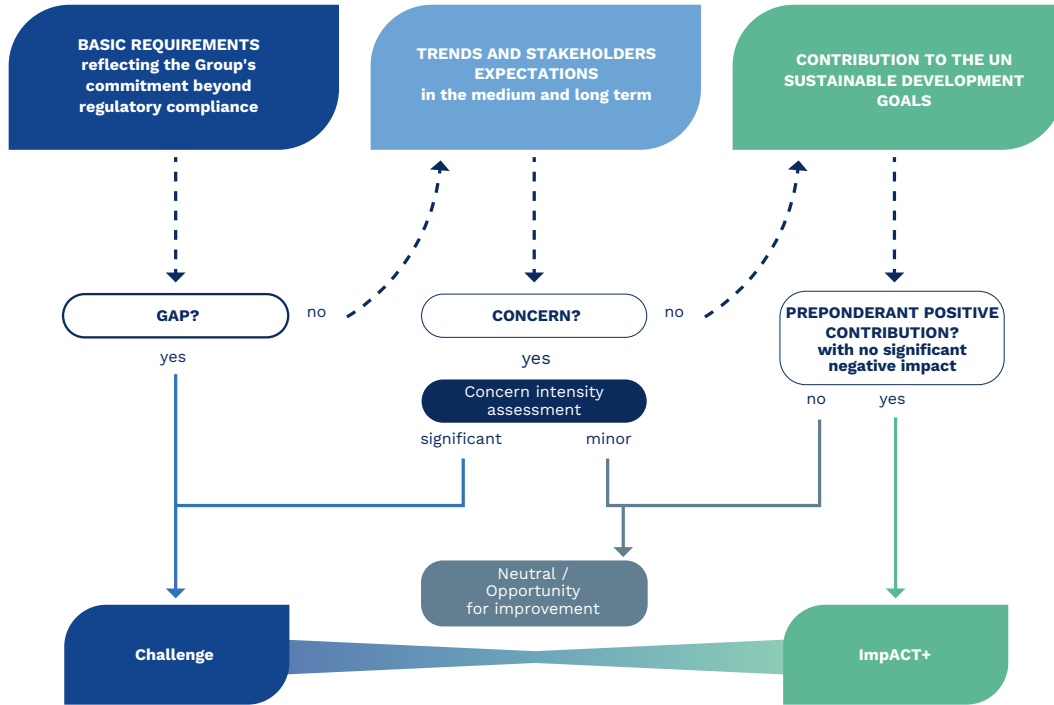 BASIC REQUIREMENTS
reflecting the Group's
commitment beyond
regulatory compliance
TRENDS AND STAKEHOLDERS
EXPECTATIONS
in the medium and long term
CONTRIBUTION TO THE UN
SUSTAINABLE DEVELOPMENT
GOALS
GAP?
no
CONCERN?
no
PREPONDERANT POSITIVE
CONTRIBUTION?
with no significant
negative impact
yes
yes
Concern intensity
assessment
no
yes
significant
minor
Neutral /
Opportunity
for improvement
Challenge
ImpACT+